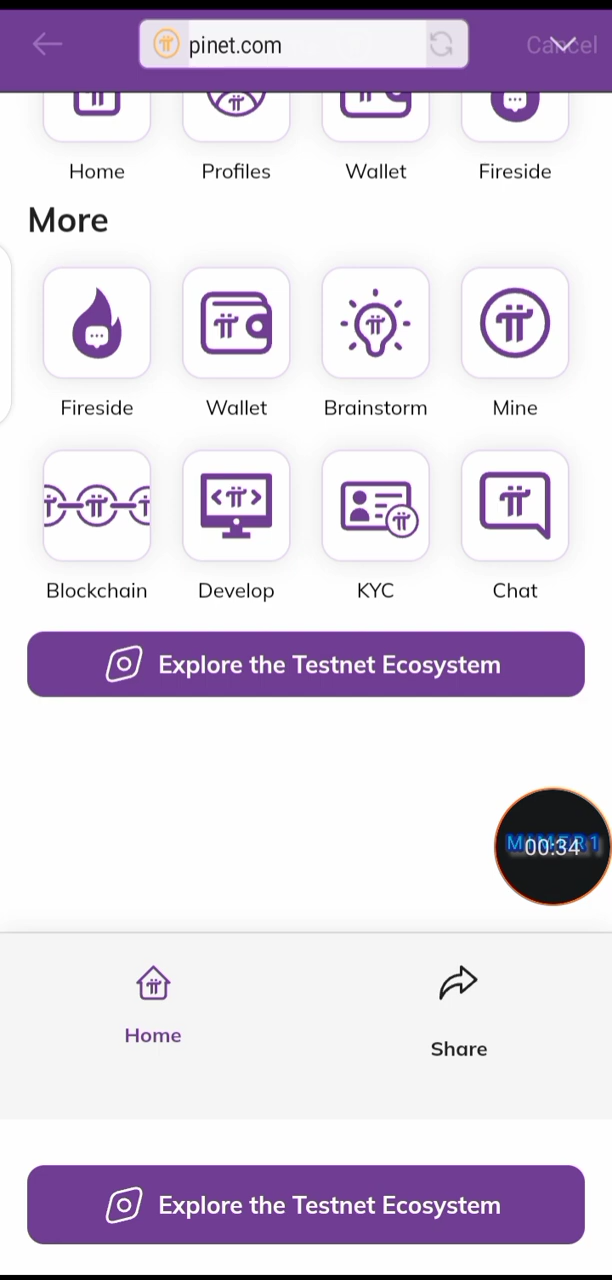 pinet.com
Cancel
Home Profiles Wallet Fireside
More
Fireside Wallet Brainstorm Mine
Blockchain Develop KYC Chat
Explore the Testnet Ecosystem
00:34
Home
Share
Explore the Testnet Ecosystem